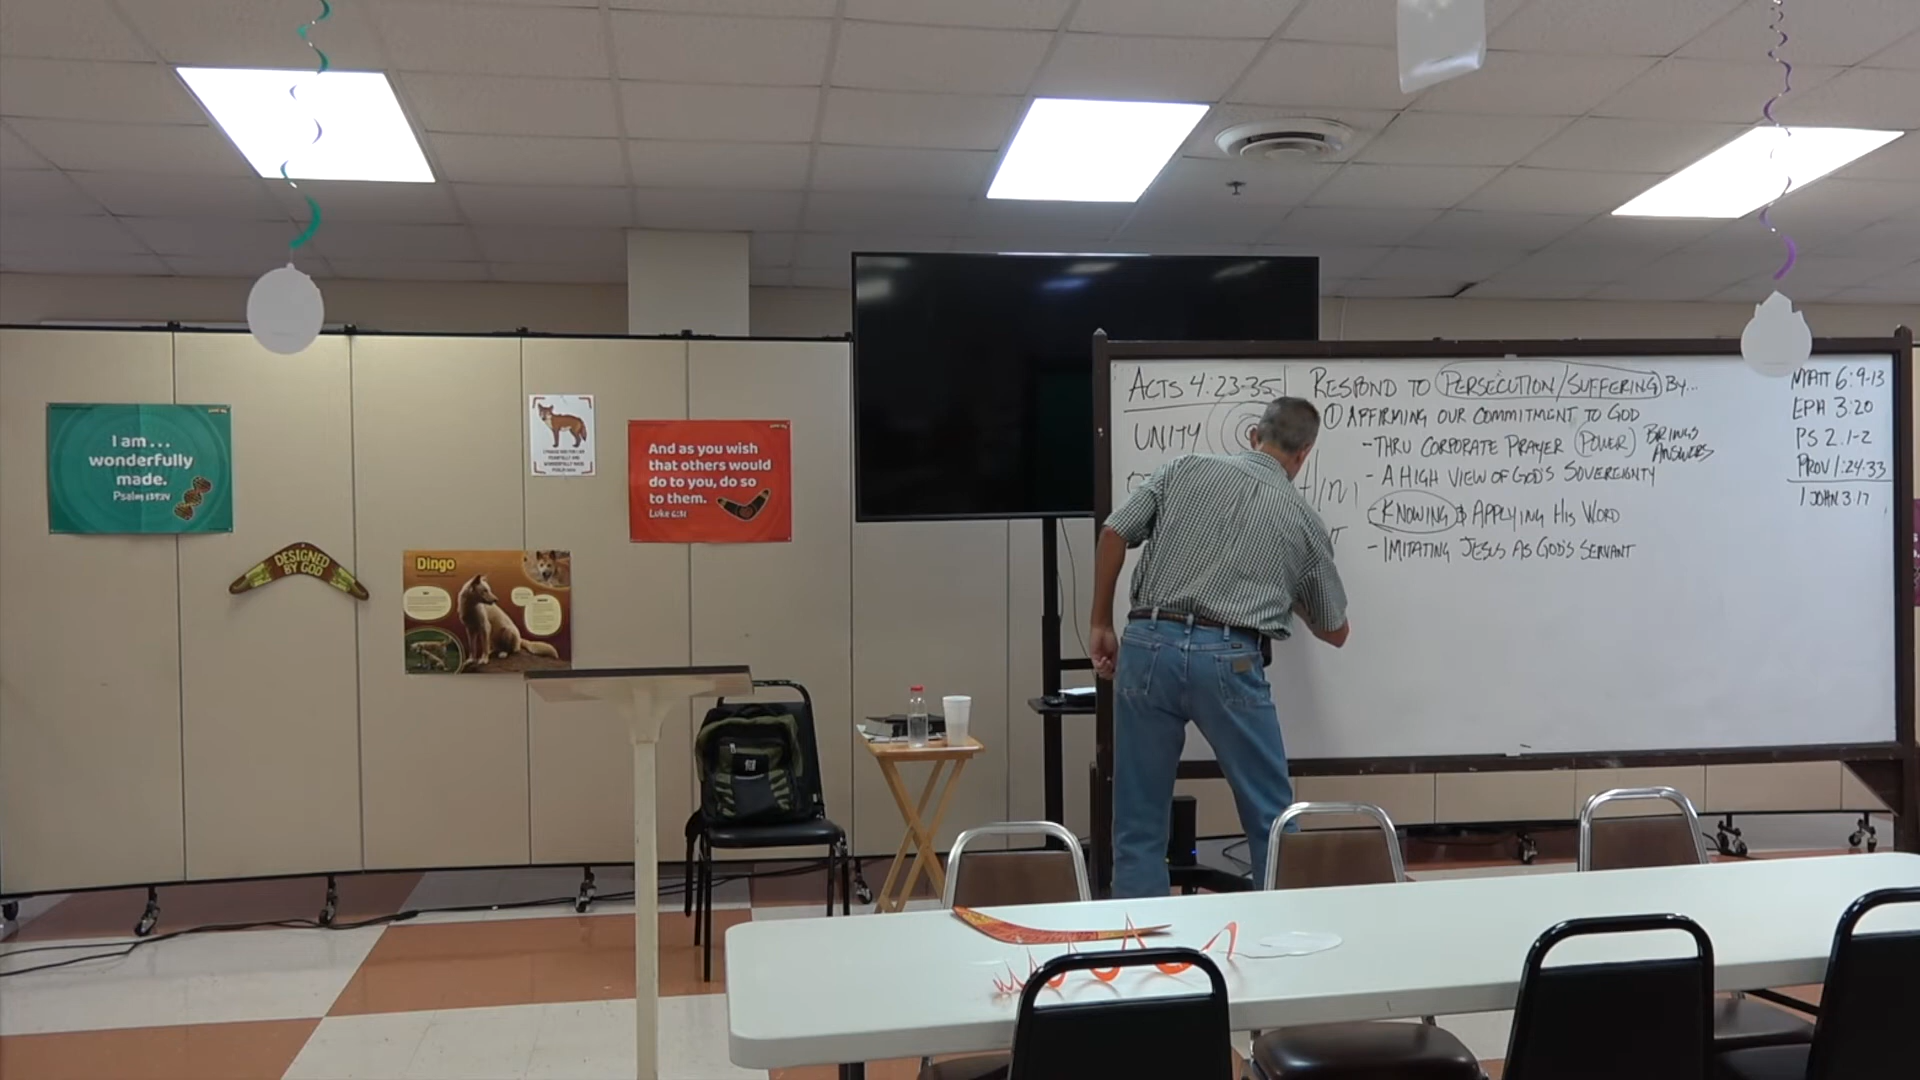 I am ...
wonderfully
made.
Psalm 139:14
DESIGNED
BY GOD
Dingo
And as you wish
that others would
do to you, do so
to them.
Luke 6:31
ACTS 4:23-35
UNITY
RESPOND TO PERSECUTION/SUFFERING BY...
① AFFIRMING OUR COMMITMENT TO GOD
- THRU CORPORATE PRAYER (POWER) BRINGS ANSWERS
- A HIGH VIEW OF GOD'S SOVEREIGNTY
- KNOWING & APPLYING HIS WORD
- IMITATING JESUS AS GOD'S SERVANT
MATT 6:9-13
EPH 3:20
PS 2.1-2
PROV 1:24-33
1 JOHN 3:17